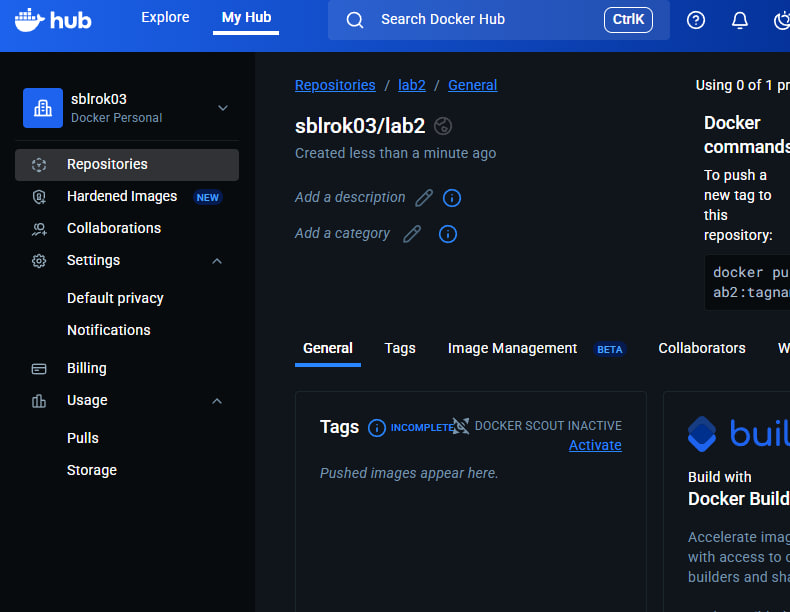 hub
Explore
My Hub
Search Docker Hub
CtrlK
sblrok03
Docker Personal
Repositories
Hardened Images NEW
Collaborations
Settings
Default privacy
Notifications
Billing
Usage
Pulls
Storage
Repositories / lab2 / General
Using 0 of 1 pr
sblrok03/lab2
Created less than a minute ago
Add a description
Add a category
Docker
commands
To push a
new tag to
this
repository:
docker pu
ab2:tagna
General
Tags
Image Management BETA
Collaborators
W
Tags INCOMPLETE DOCKER SCOUT INACTIVE
Activate
Pushed images appear here.
buil
Build with
Docker Build
Accelerate imag
with access to
builders and sha